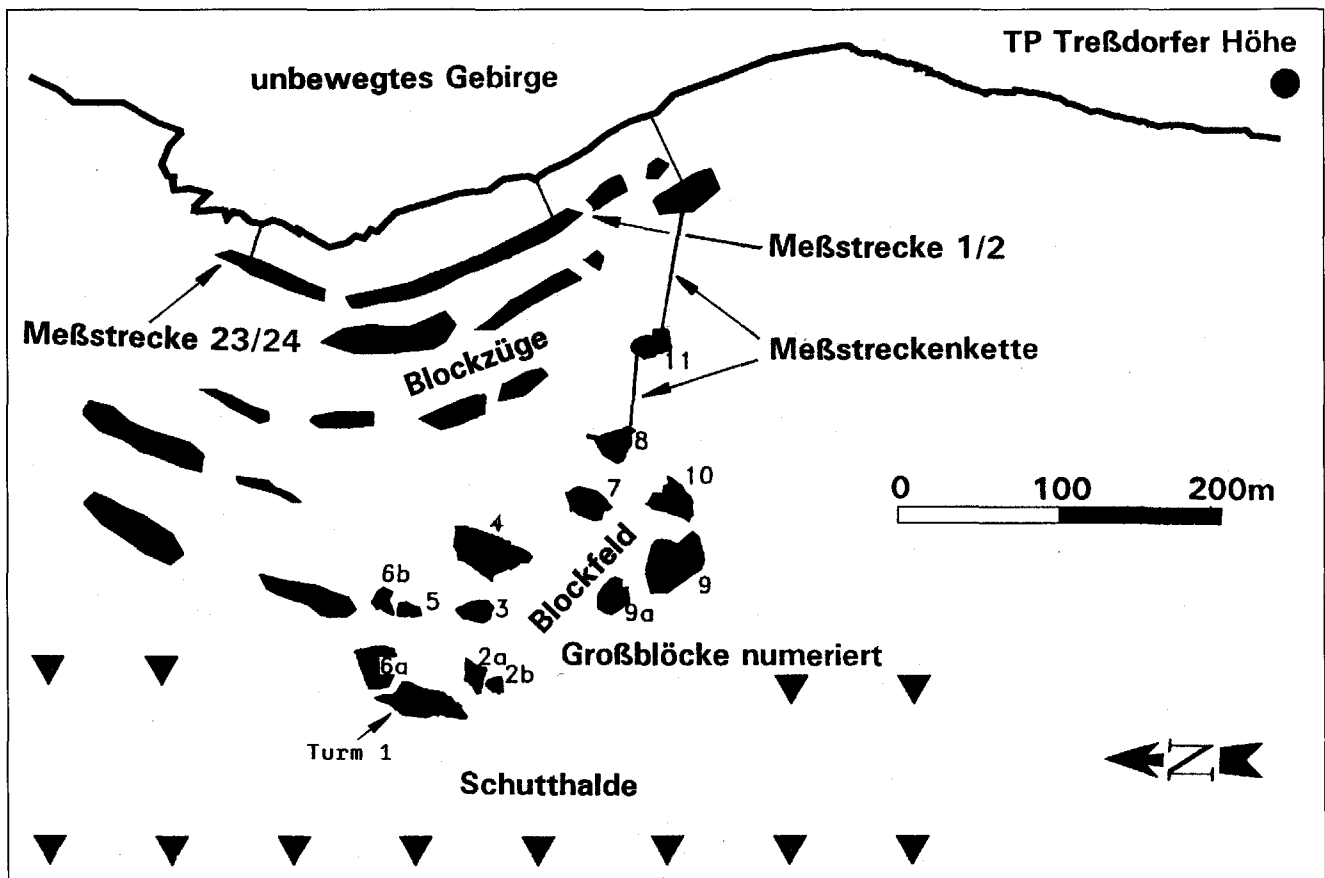 TP Treßdorfer Höhe
unbewegtes Gebirge
Meßstrecke 1/2
Meßstrecke 23/24
Meßstreckenkette
Blockzüge
11
8
7
10
4
Blockfeld
9
9a
6b
5
3
Großblöcke numeriert
6a
2a
2b
Turm 1
Schutthalde
0 100 200m
N